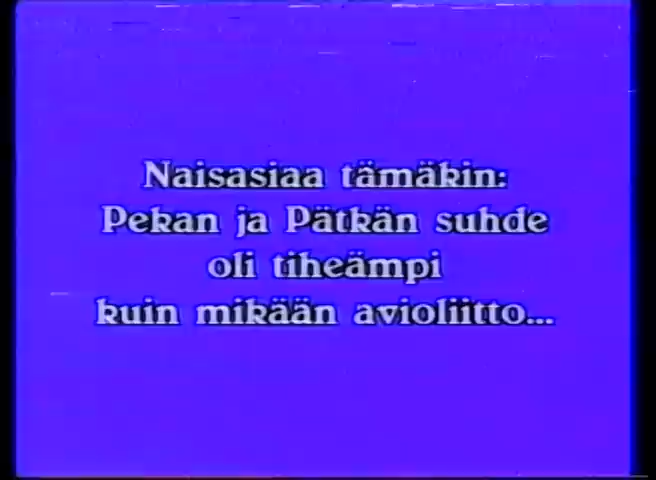 Naisasiaa tämäkin:
Pekan ja Pätkän suhde
oli tiheämpi
kuin mikään avioliitto...